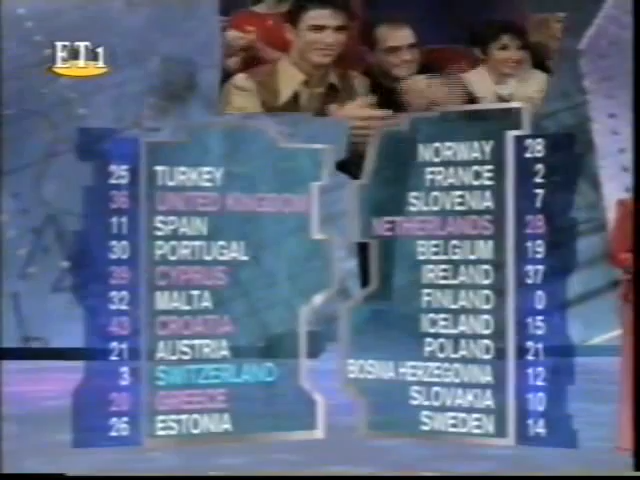 ET1
25 TURKEY
36 UNITED KINGDOM
11 SPAIN
30 PORTUGAL
39 CYPRUS
32 MALTA
43 CROATIA
21 AUSTRIA
3 SWITZERLAND
28 GREECE
26 ESTONIA
NORWAY 28
FRANCE 2
SLOVENIA 7
NETHERLANDS 28
BELGIUM 19
IRELAND 37
FINLAND 0
ICELAND 15
POLAND 21
BOSNIA HERZEGOVINA 12
SLOVAKIA 10
SWEDEN 14